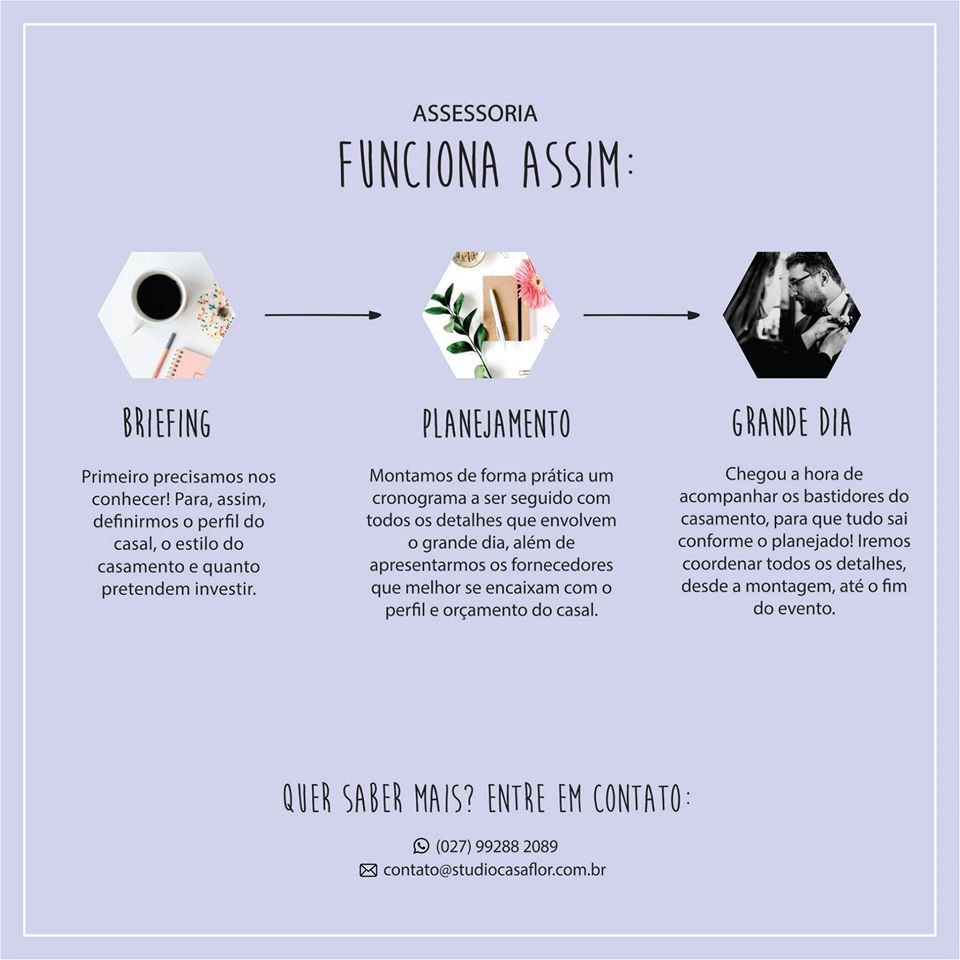 ASSESSORIA
FUNCIONA ASSIM:
BRIEFING
Primeiro precisamos nos
conhecer! Para, assim,
definirmos o perfil do
casal, o estilo do
casamento e quanto
pretendem investir.
PLANEJAMENTO
Montamos de forma prática um
cronograma a ser seguido com
todos os detalhes que envolvem
o grande dia, além de
apresentarmos os fornecedores
que melhor se encaixam com o
perfil e orçamento do casal.
GRANDE DIA
Chegou a hora de
acompanhar os bastidores do
casamento, para que tudo sai
conforme o planejado! Iremos
coordenar todos os detalhes,
desde a montagem, até o fim
do evento.
QUER SABER MAIS? ENTRE EM CONTATO:
(027) 99288 2089
contato@studiocasaflor.com.br